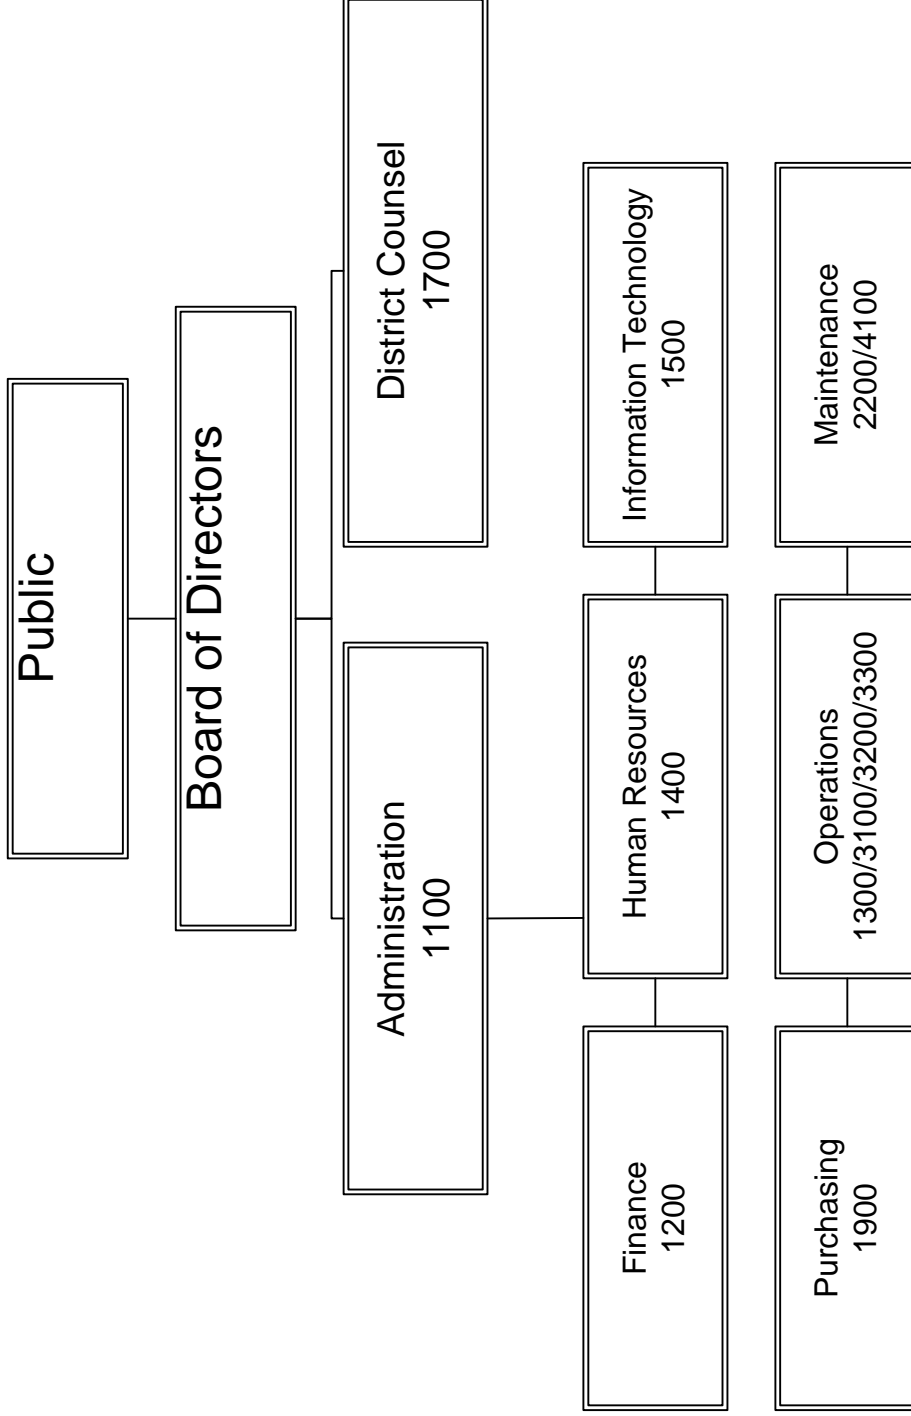 Public
Board of Directors
Administration
1100
District Counsel
1700
Finance
1200
Human Resources
1400
Information Technology
1500
Purchasing
1900
Operations
1300/3100/3200/3300
Maintenance
2200/4100